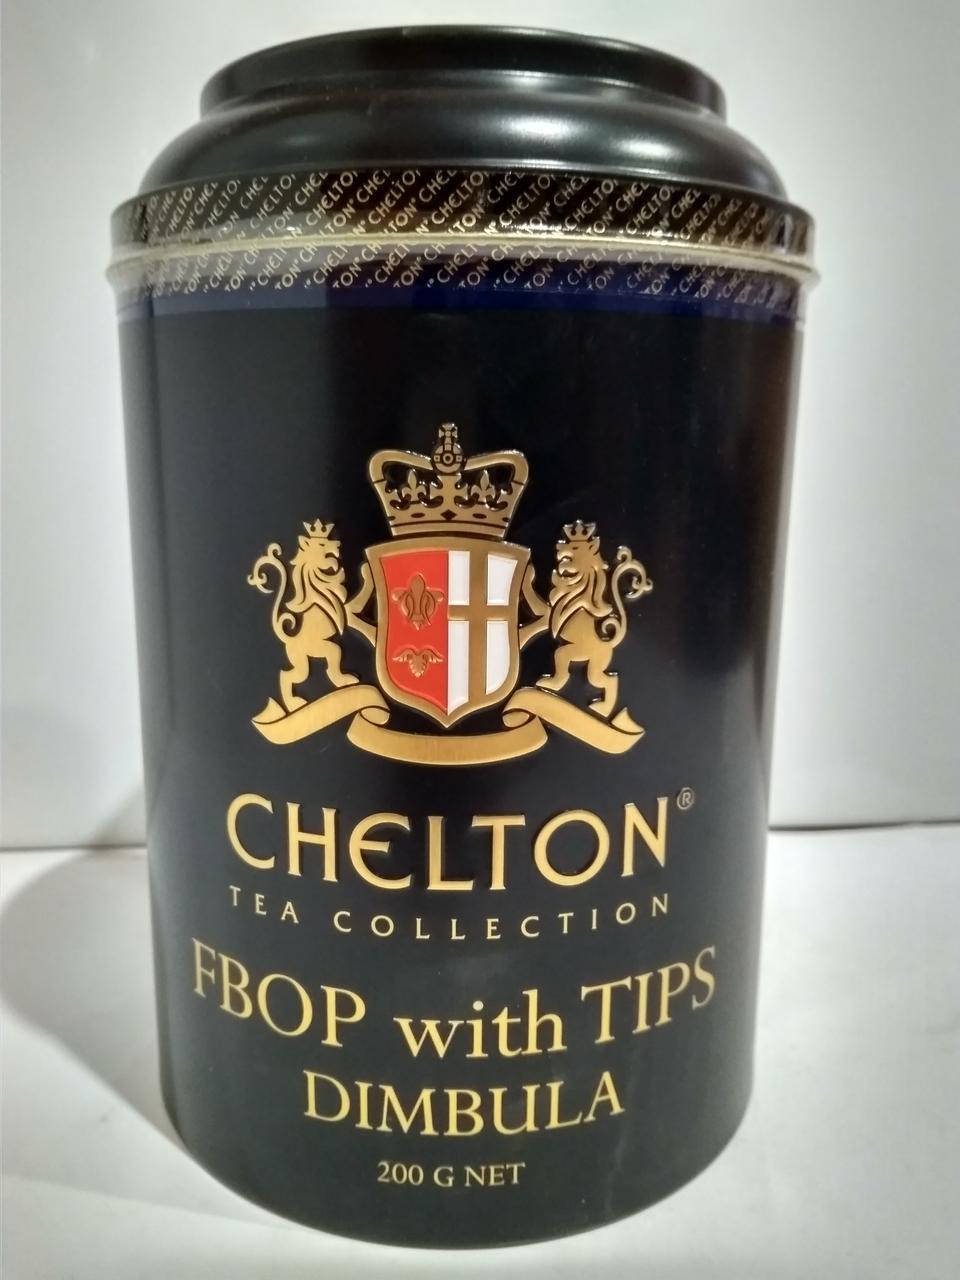 CHELTON®
TEA COLLECTION
FBOP with TIPS
DIMBULA
200 G NET